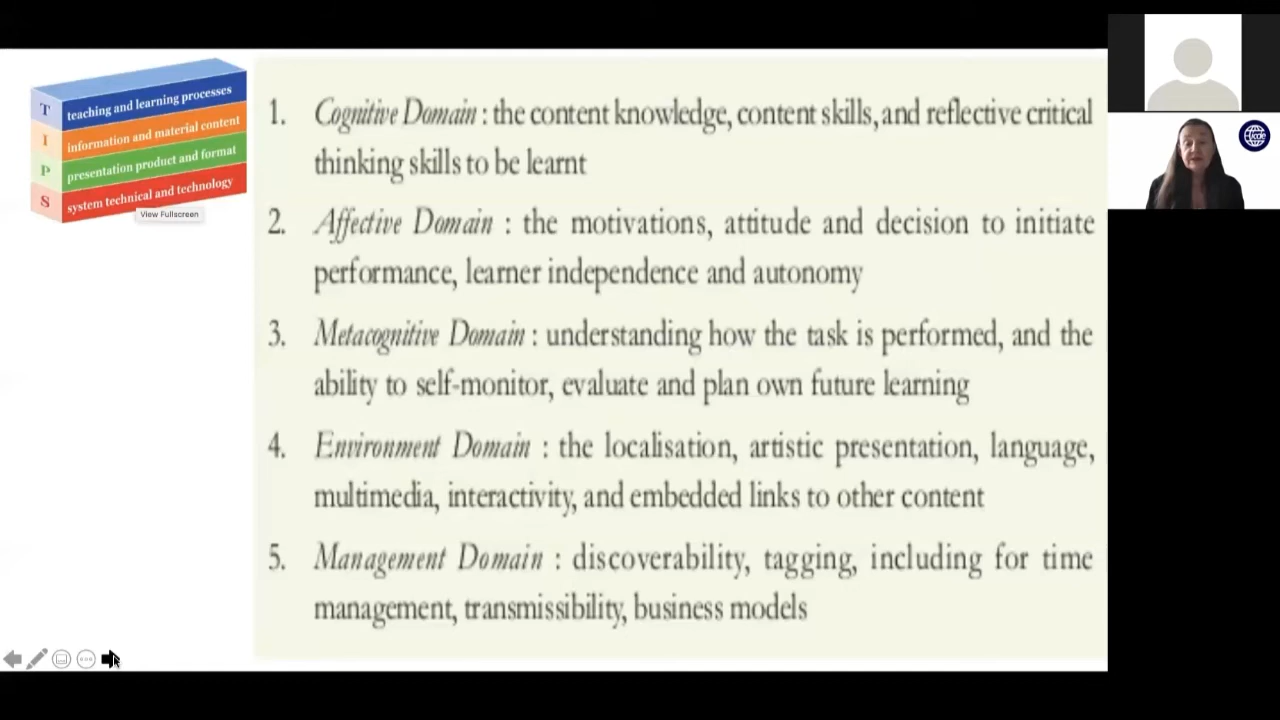 T teaching and learning processes
I information and material content
P presentation product and format
S system technical and technology
View Fullscreen
1. Cognitive Domain : the content knowledge, content skills, and reflective critical
thinking skills to be learnt
2. Affective Domain : the motivations, attitude and decision to initiate
performance, learner independence and autonomy
3. Metacognitive Domain : understanding how the task is performed, and the
ability to self-monitor, evaluate and plan own future learning
4. Environment Domain : the localisation, artistic presentation, language,
multimedia, interactivity, and embedded links to other content
5. Management Domain : discoverability, tagging, including for time
management, transmissibility, business models
icde